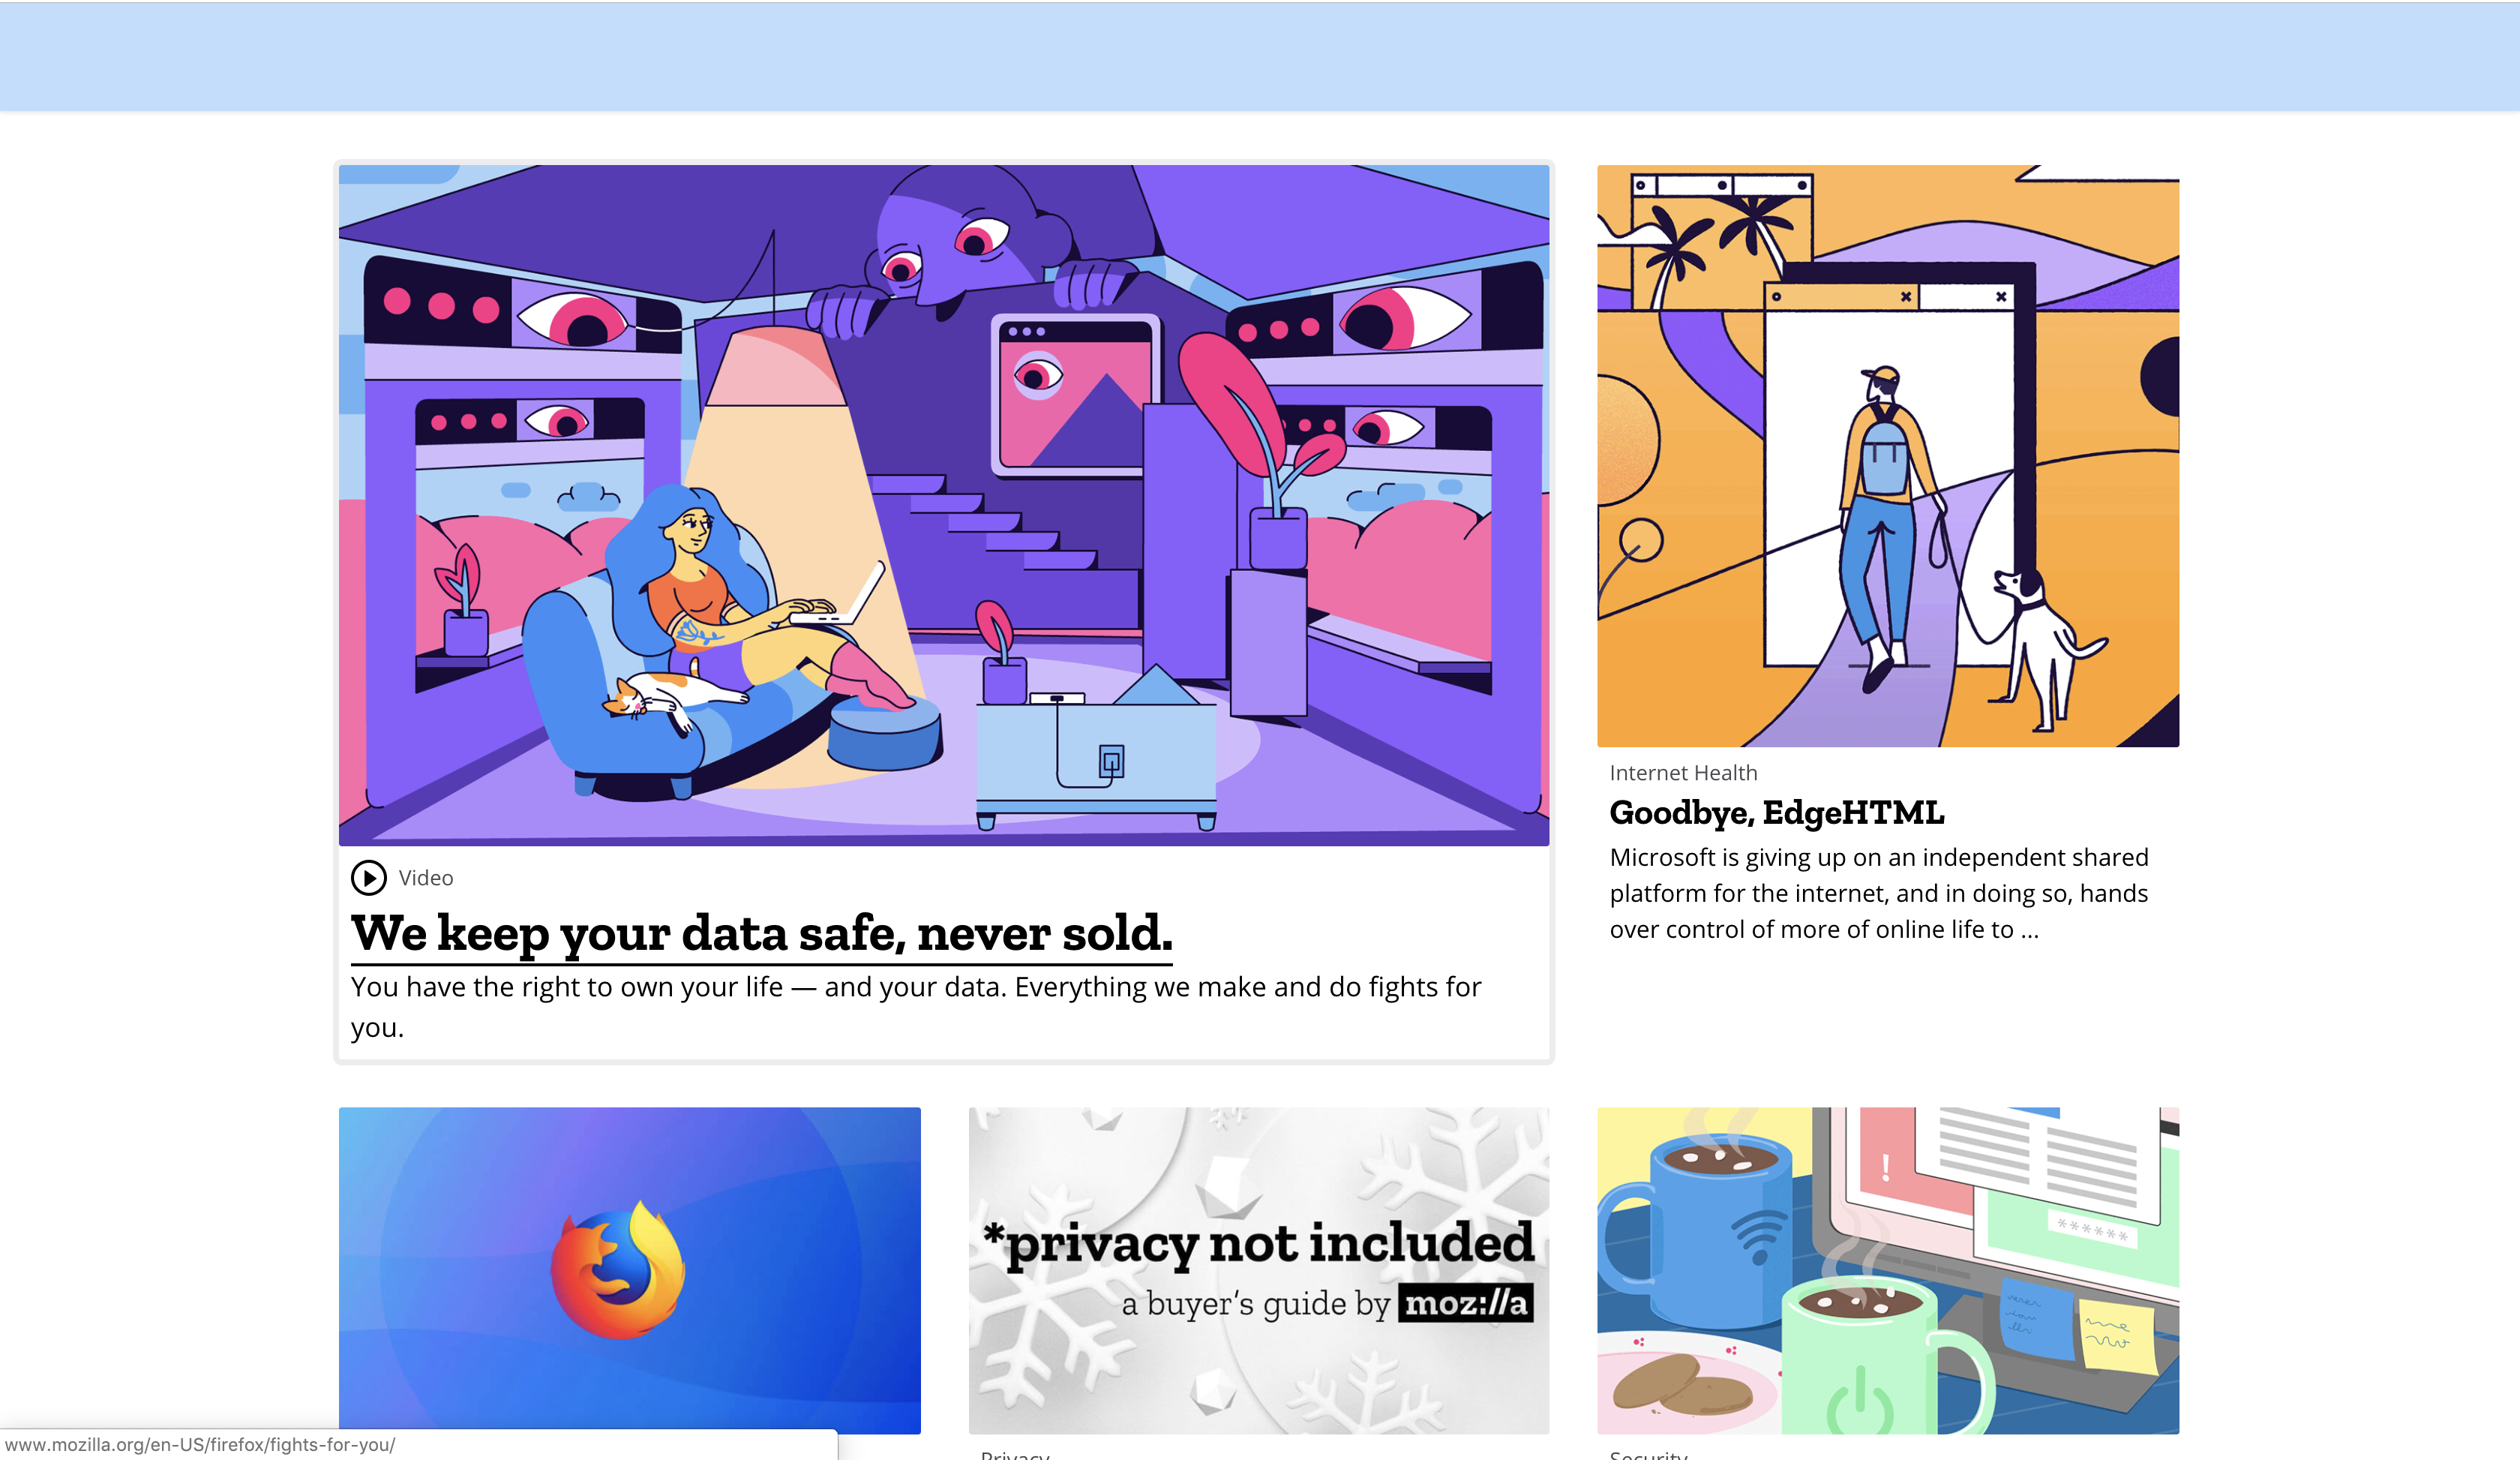 Video
We keep your data safe, never sold.
You have the right to own your life — and your data. Everything we make and do fights for
you.
Internet Health
Goodbye, EdgeHTML
Microsoft is giving up on an independent shared
platform for the internet, and in doing so, hands
over control of more of online life to ...
*privacy not included
a buyer's guide by moz://a
!
******
Privacy
Security
www.mozilla.org/en-US/firefox/fights-for-you/